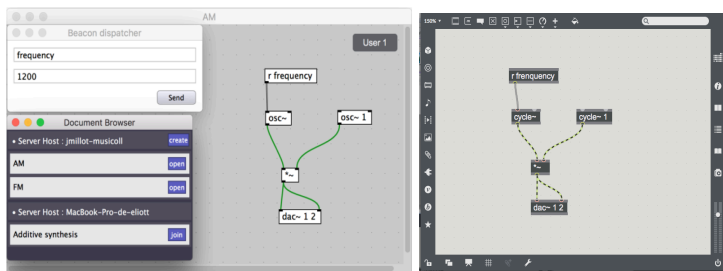 AM
Beacon dispatcher
frequency
1200
Send
User 1
Document Browser
• Server Host : jmillot-musicoll
create
AM
open
FM
open
• Server Host : MacBook-Pro-de-eliott
Additive synthesis
join
r frequency
osc~
osc~ 1
*~
dac~ 1 2
150%
r frenquency
cycle~
cycle~ 1
*~
dac~ 1 2